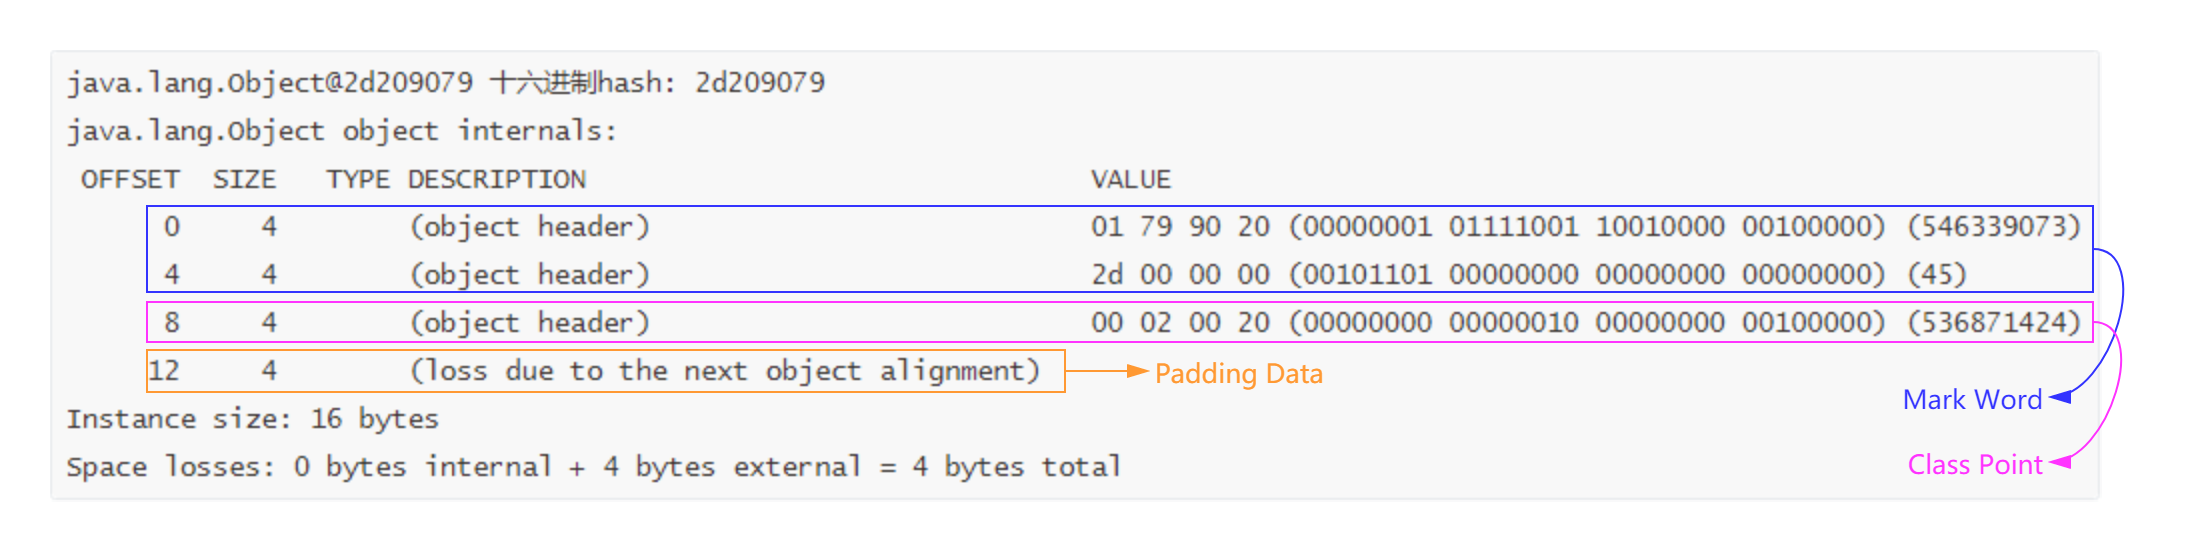 java.lang.Object@2d209079 十六进制hash: 2d209079
java.lang.Object object internals:
OFFSET SIZE TYPE DESCRIPTION VALUE
0 4 (object header) 01 79 90 20 (00000001 01111001 10010000 00100000) (546339073)
4 4 (object header) 2d 00 00 00 (00101101 00000000 00000000 00000000) (45)
8 4 (object header) 00 02 00 20 (00000000 00000010 00000000 00100000) (536871424)
12 4 (loss due to the next object alignment) Padding Data
Mark Word
Instance size: 16 bytes
Space losses: 0 bytes internal + 4 bytes external = 4 bytes total
Class Point